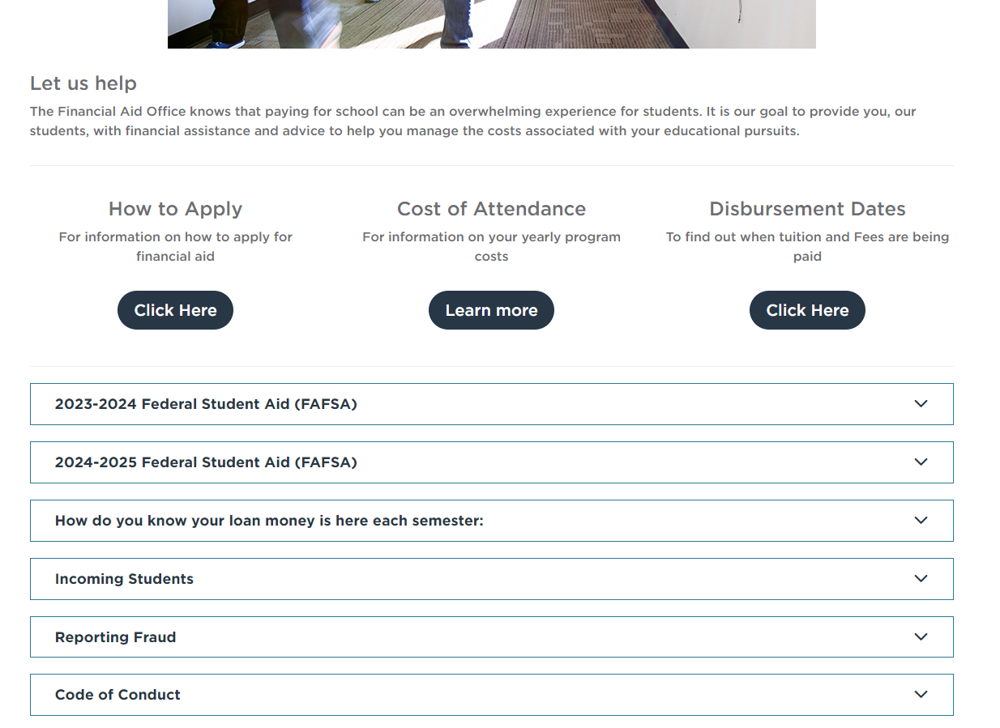 Let us help
The Financial Aid Office knows that paying for school can be an overwhelming experience for students. It is our goal to provide you, our
students, with financial assistance and advice to help you manage the costs associated with your educational pursuits.
How to Apply
For information on how to apply for
financial aid
Click Here
Cost of Attendance
For information on your yearly program
costs
Learn more
Disbursement Dates
To find out when tuition and Fees are being
paid
Click Here
2023-2024 Federal Student Aid (FAFSA)
2024-2025 Federal Student Aid (FAFSA)
How do you know your loan money is here each semester:
Incoming Students
Reporting Fraud
Code of Conduct